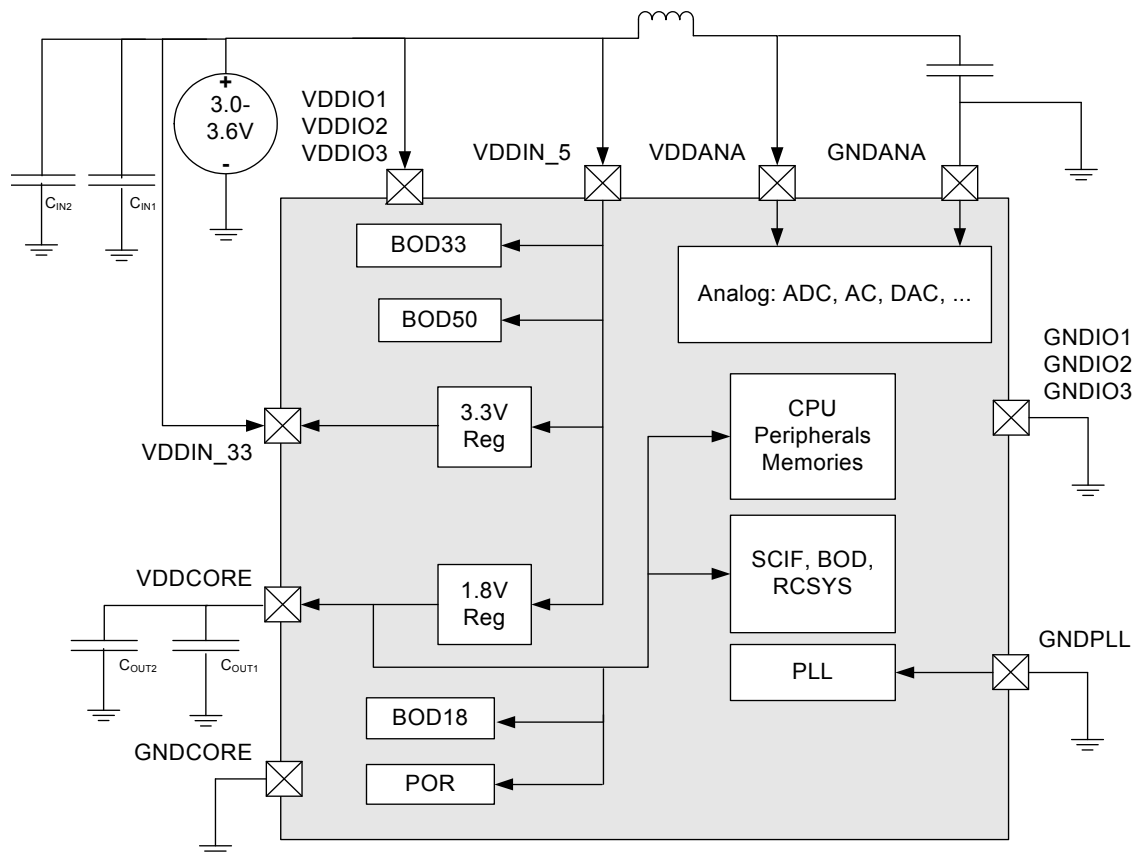 +
3.0-
3.6V
-
VDDIO1
VDDIO2
VDDIO3
VDDIN_5
VDDANA
GNDANA
CIN2
CIN1
BOD33
BOD50
Analog: ADC, AC, DAC, ...
GNDIO1
GNDIO2
GNDIO3
3.3V
Reg
CPU
Peripherals
Memories
VDDIN_33
VDDCORE
1.8V
Reg
SCIF, BOD,
RCSYS
COUT2
COUT1
GNDPLL
PLL
BOD18
GNDCORE
POR